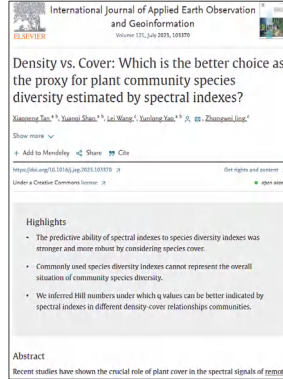 International Journal of Applied Earth Observation
and Geoinformation
Volume 121, July 2023, 103370
ELSEVIER
Density vs. Cover: Which is the better choice as
the proxy for plant community species
diversity estimated by spectral indexes?
Xiaoneng Tan a b, Yuanqi Shan a b, Lei Wang c, Yunlong Yao a b, Zhongwei Jing c
Show more
+ Add to Mendeley Share Cite
https://doi.org/10.1016/j.jag.2023.103370 Get rights and content
Under a Creative Commons license open access
Highlights
• The predictive ability of spectral indexes to species diversity indexes was
stronger and more robust by considering species cover.
• Commonly used species diversity indexes cannot represent the overall
situation of community species diversity.
• We inferred Hill numbers under which q values can be better indicated by
spectral indexes in different density-cover relationships communities.
Abstract
Recent studies have shown the crucial role of plant cover in the spectral signals of remot